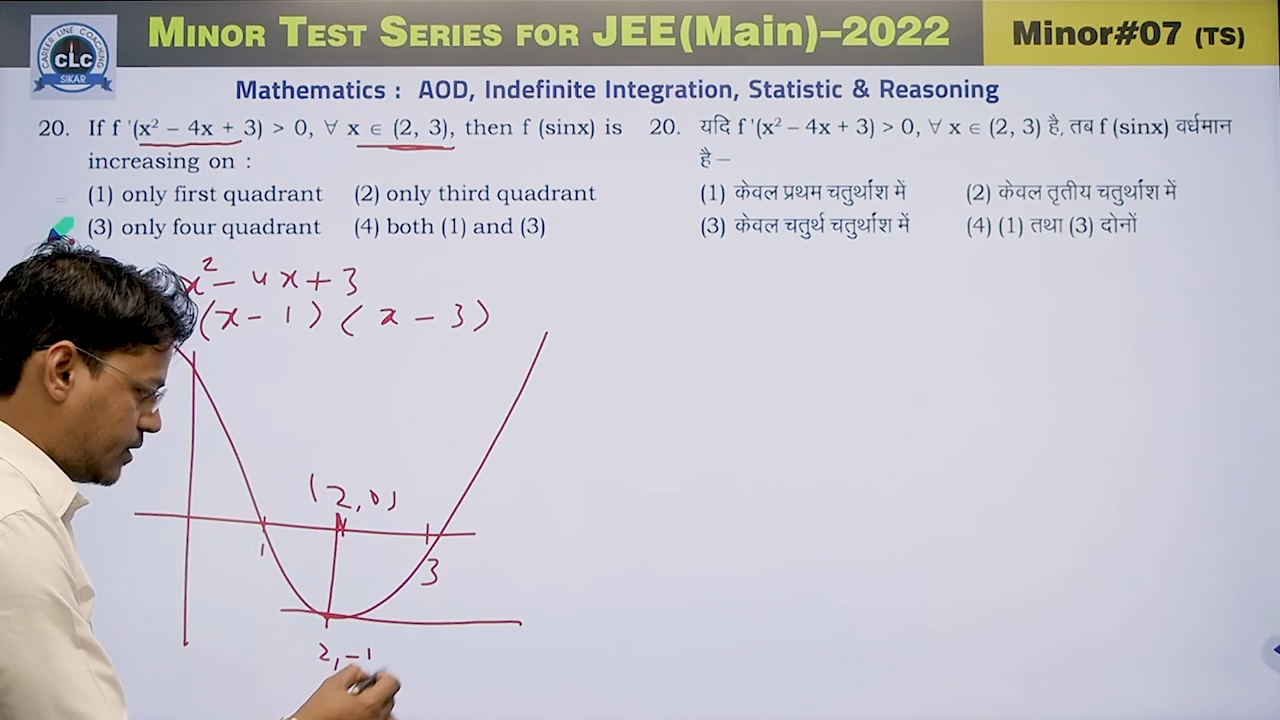 CAREER LINE COACHING
CLC
SIKAR
MINOR TEST SERIES FOR JEE(Main)–2022
Minor#07 (TS)
Mathematics : AOD, Indefinite Integration, Statistic & Reasoning
20. If f '(x² – 4x + 3) > 0, ∀ x ∈ (2, 3), then f (sinx) is
increasing on :
(1) only first quadrant (2) only third quadrant
(3) only four quadrant (4) both (1) and (3)
20. यदि f '(x² – 4x + 3) > 0, ∀ x ∈ (2, 3) है, तब f (sinx) वर्धमान
है –
(1) केवल प्रथम चतुर्थांश में (2) केवल तृतीय चतुर्थांश में
(3) केवल चतुर्थ चतुर्थांश में (4) (1) तथा (3) दोनों
x² – 4x + 3
(x – 1) (x – 3)
(2, 0)
1
3
2, –1